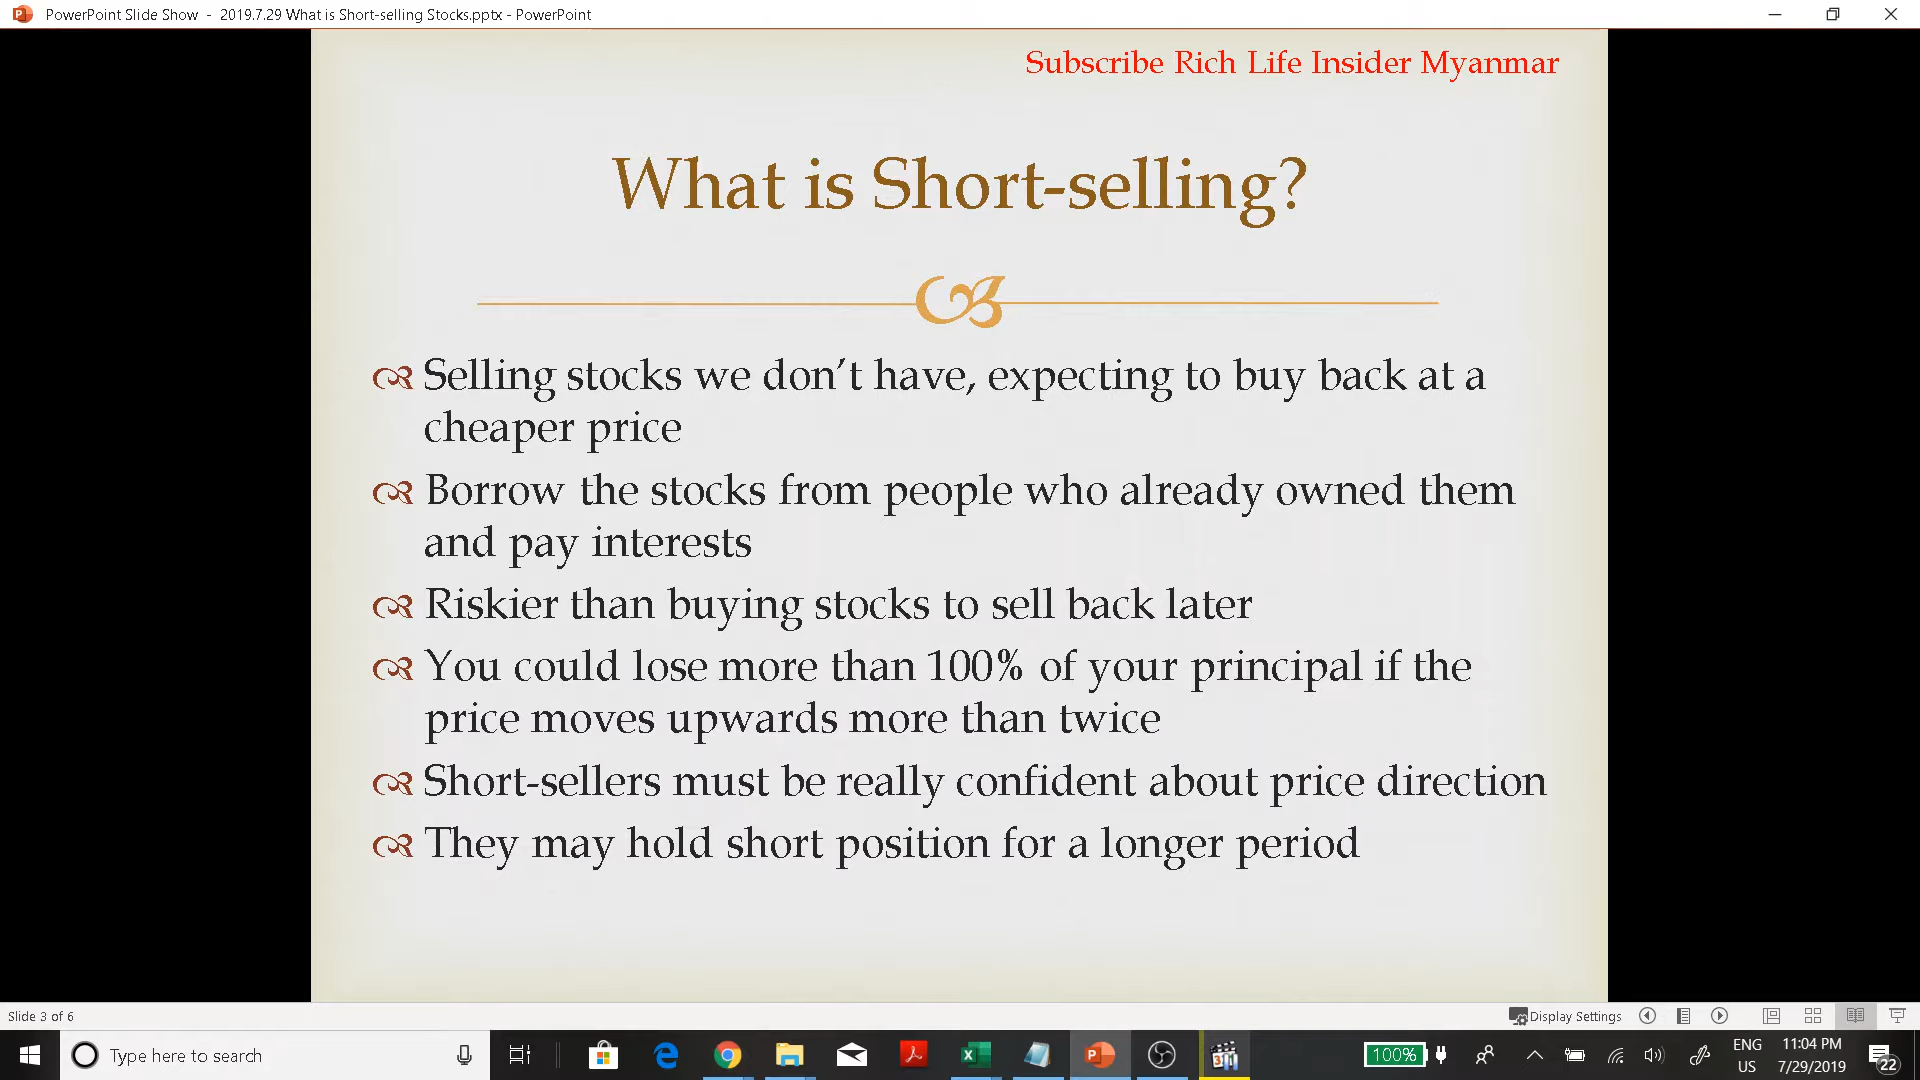 PowerPoint Slide Show - 2019.7.29 What is Short-selling Stocks.pptx - PowerPoint
Subscribe Rich Life Insider Myanmar
What is Short-selling?
Selling stocks we don't have, expecting to buy back at a
cheaper price
Borrow the stocks from people who already owned them
and pay interests
Riskier than buying stocks to sell back later
You could lose more than 100% of your principal if the
price moves upwards more than twice
Short-sellers must be really confident about price direction
They may hold short position for a longer period
Slide 3 of 6
Display Settings
Type here to search
100%
ENG
US
11:04 PM
7/29/2019
22